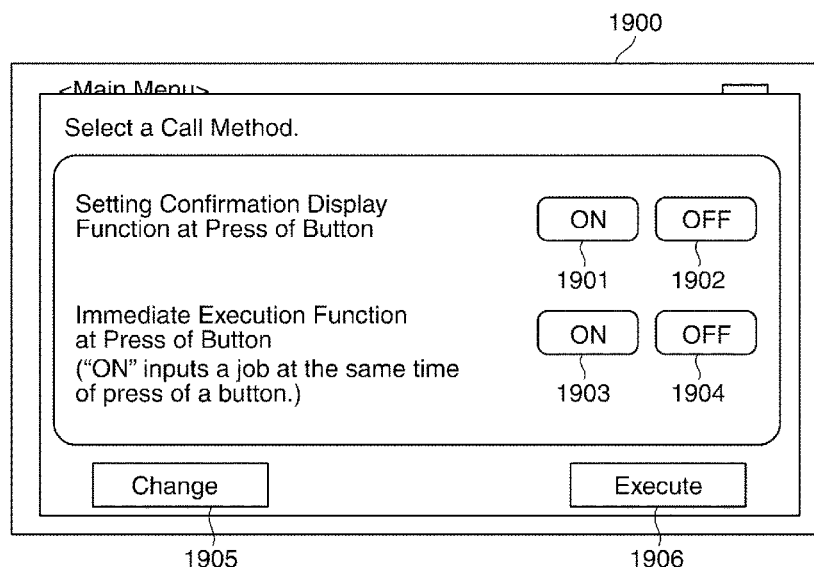 1900
<Main Menu>
Select a Call Method.
Setting Confirmation Display
Function at Press of Button
ON OFF
1901 1902
Immediate Execution Function
at Press of Button
("ON" inputs a job at the same time
of press of a button.)
ON OFF
1903 1904
Change Execute
1905 1906